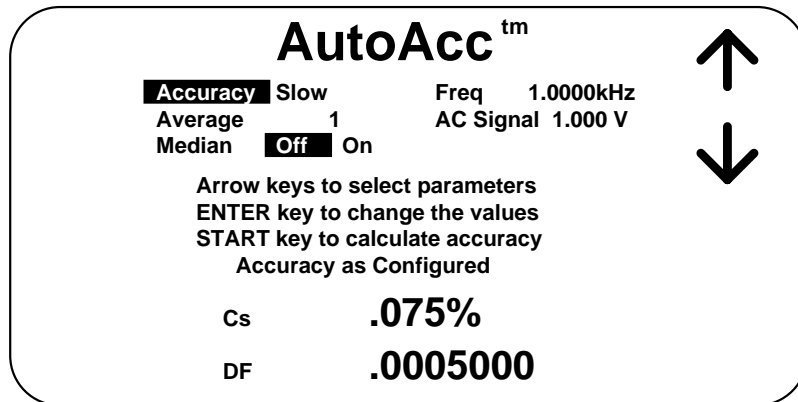 AutoAcc tm
Accuracy Slow Freq 1.0000kHz
Average 1 AC Signal 1.000 V
Median Off On
Arrow keys to select parameters
ENTER key to change the values
START key to calculate accuracy
Accuracy as Configured
Cs .075%
DF .0005000